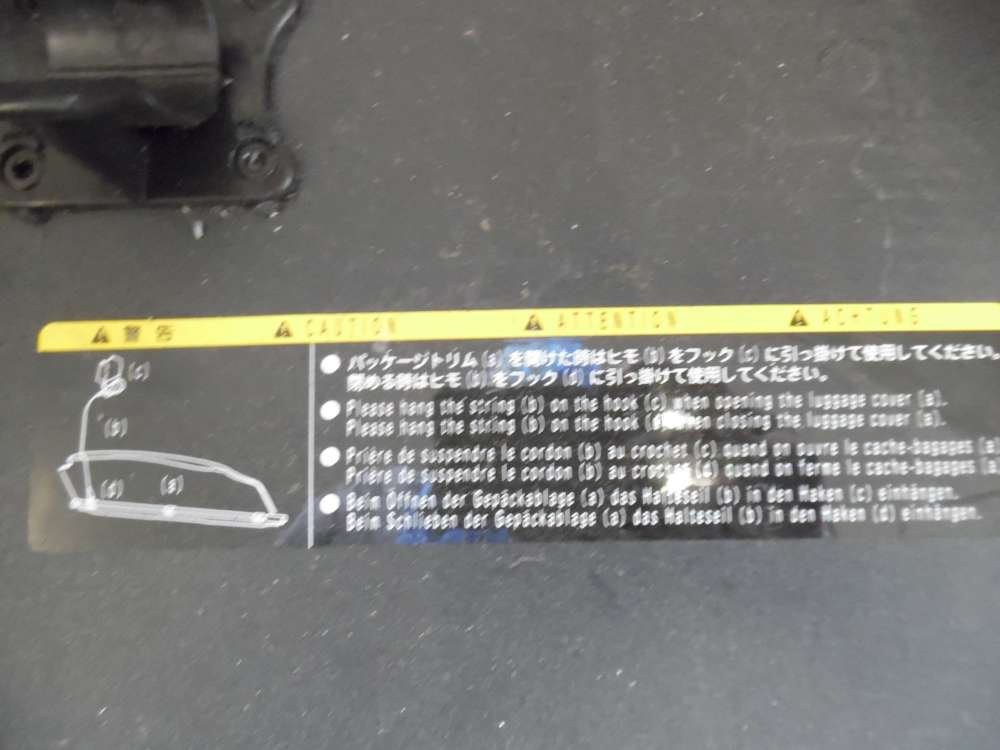 警告 CAUTION ATTENTION ACHTUNG
(c)
(b)
(d) (a)
パッケージトリム(a)を開けた時はヒモ(b)をフック(c)に引っ掛けて使用してください。
閉める時はヒモ(b)をフック(d)に引っ掛けて使用してください。
Please hang the string (b) on the hook (c) when opening the luggage cover (a).
Please hang the string (b) on the hook (d) when closing the luggage cover (a).
Prière de suspendre le cordon (b) au crochet (c) quand on ouvre le cache-bagages (a)
Prière de suspendre le cordon (b) au crochet (d) quand on ferme le cache-bagages (a)
Beim Öffnen der Gepäckablage (a) das Halteseil (b) in den Haken (c) einhängen.
Beim Schlieben der Gepäckablage (a) das Halteseil (b) in den Haken (d) einhängen.